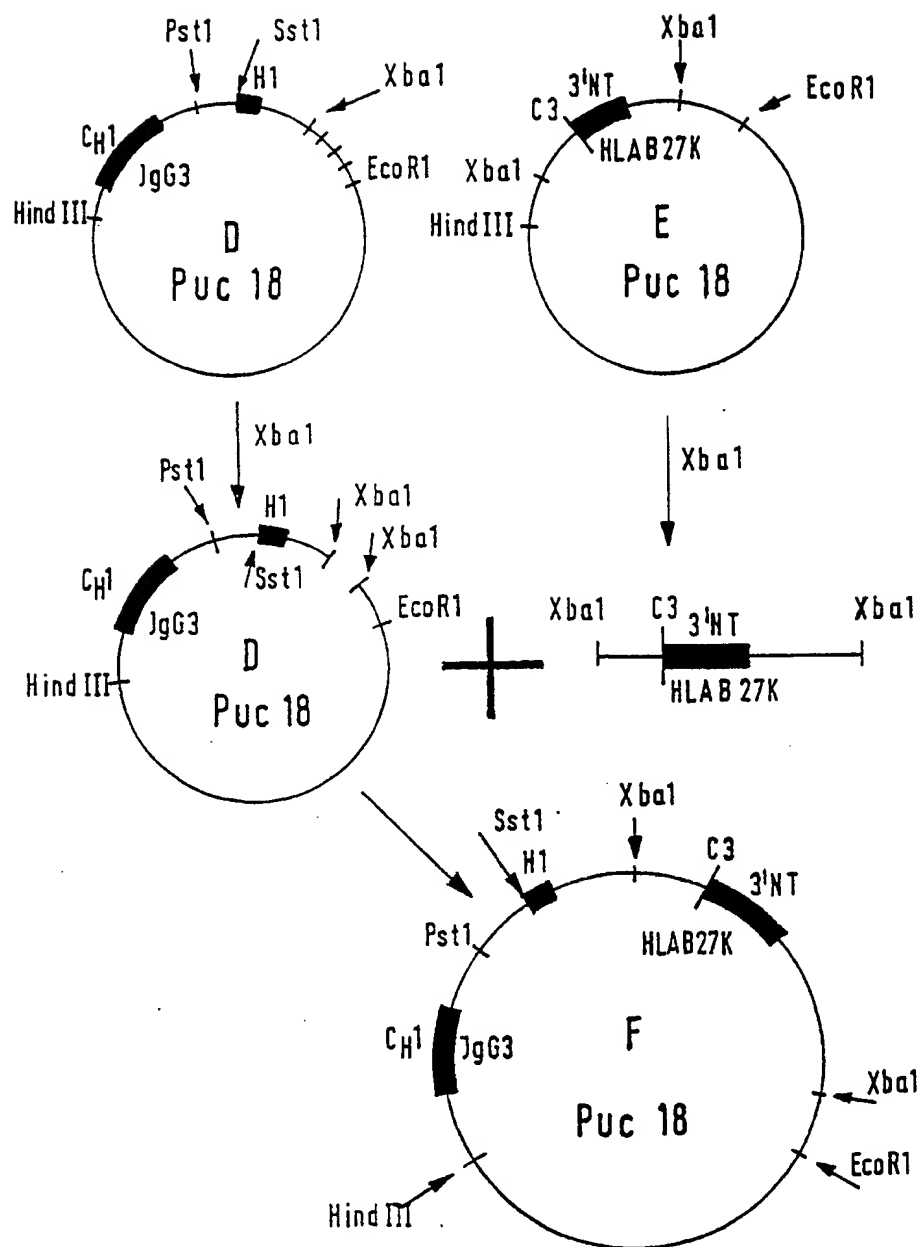 Pst1
Sst1
H1
Xba1
CH1
JgG3
EcoR1
Hind III
D
Puc 18
Xba1
3'NT
C3
EcoR1
HLAB27K
Xba1
Hind III
E
Puc 18
Xba1
Xba1
Pst1
H1
Xba1
Xba1
CH1
Sst1
JgG3
EcoR1
Hind III
D
Puc 18
Xba1
C3
3'NT
Xba1
HLAB 27K
Xba1
Sst1
H1
C3
3'NT
Pst1
HLAB27K
CH1
JgG3
F
Xba1
Puc 18
EcoR1
Hind III